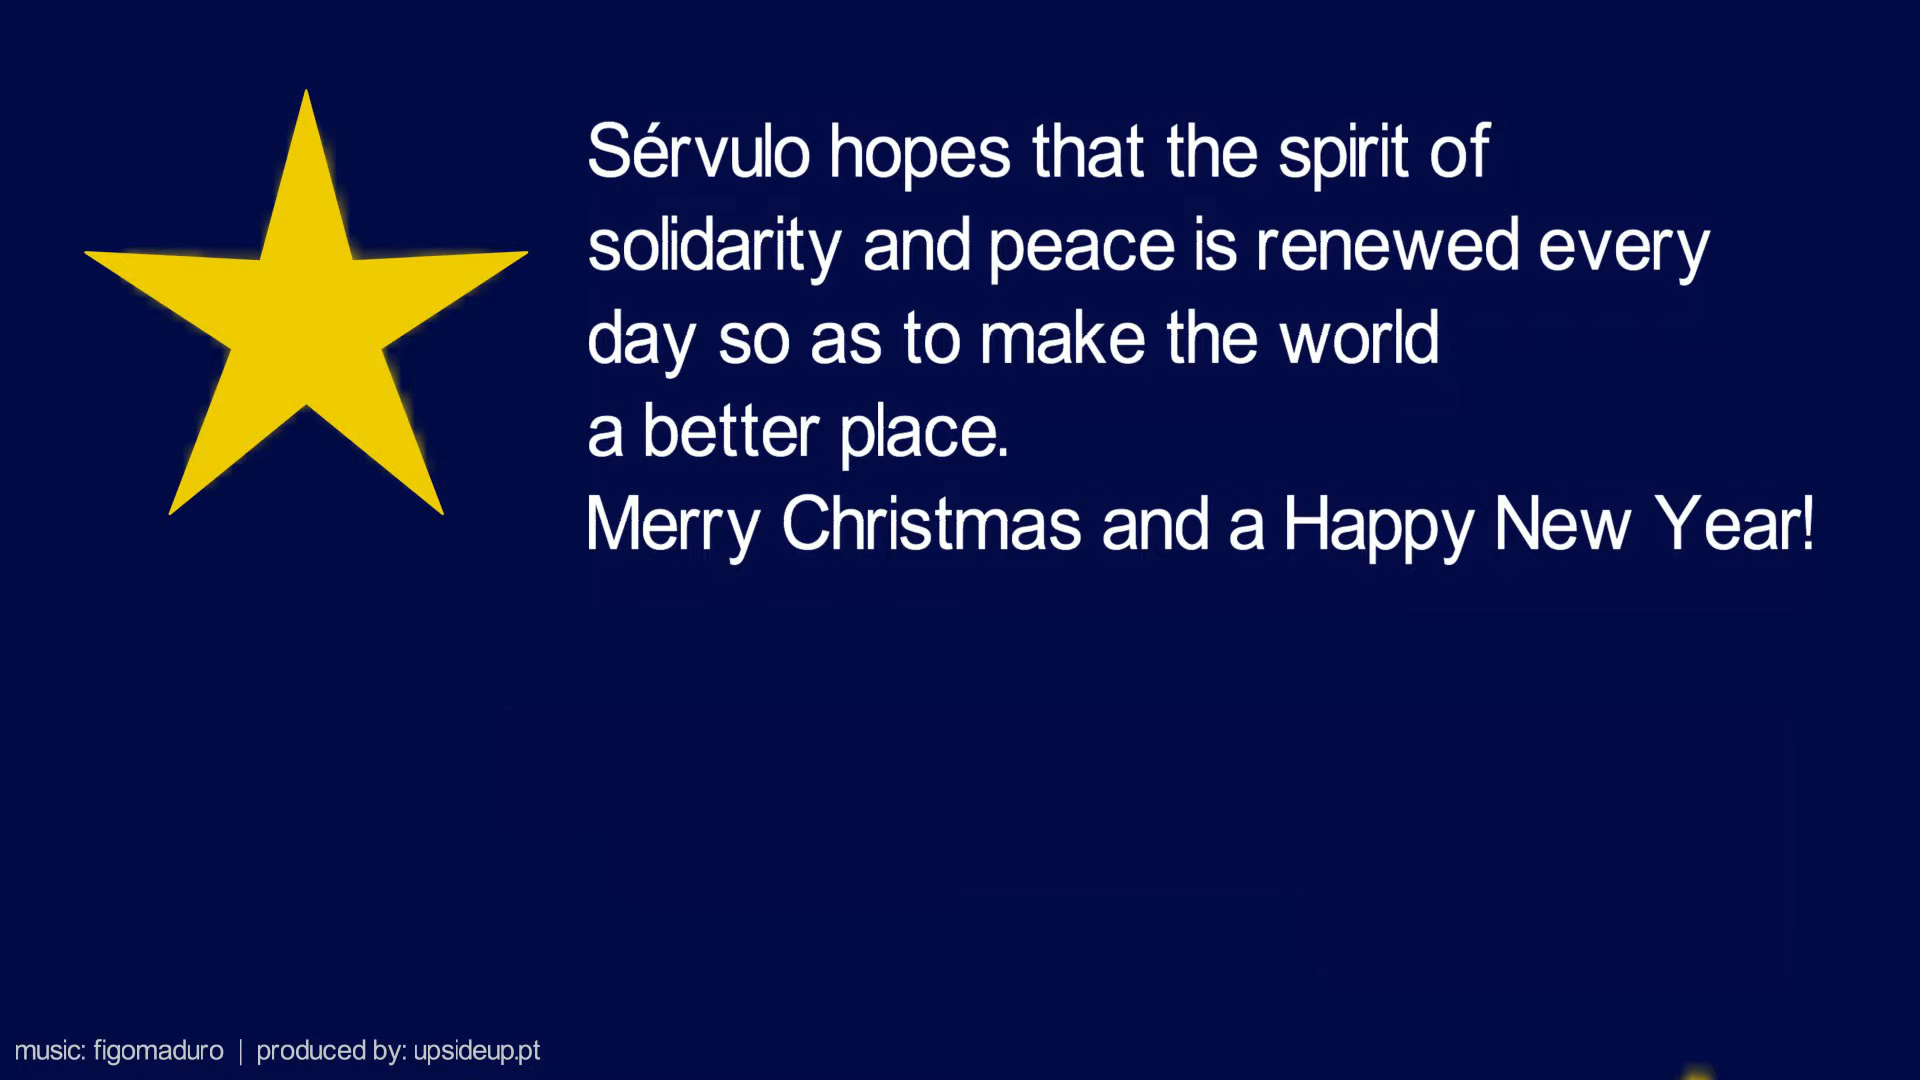 Sérvulo hopes that the spirit of
solidarity and peace is renewed every
day so as to make the world
a better place.
Merry Christmas and a Happy New Year!
music: figomaduro | produced by: upsideup.pt